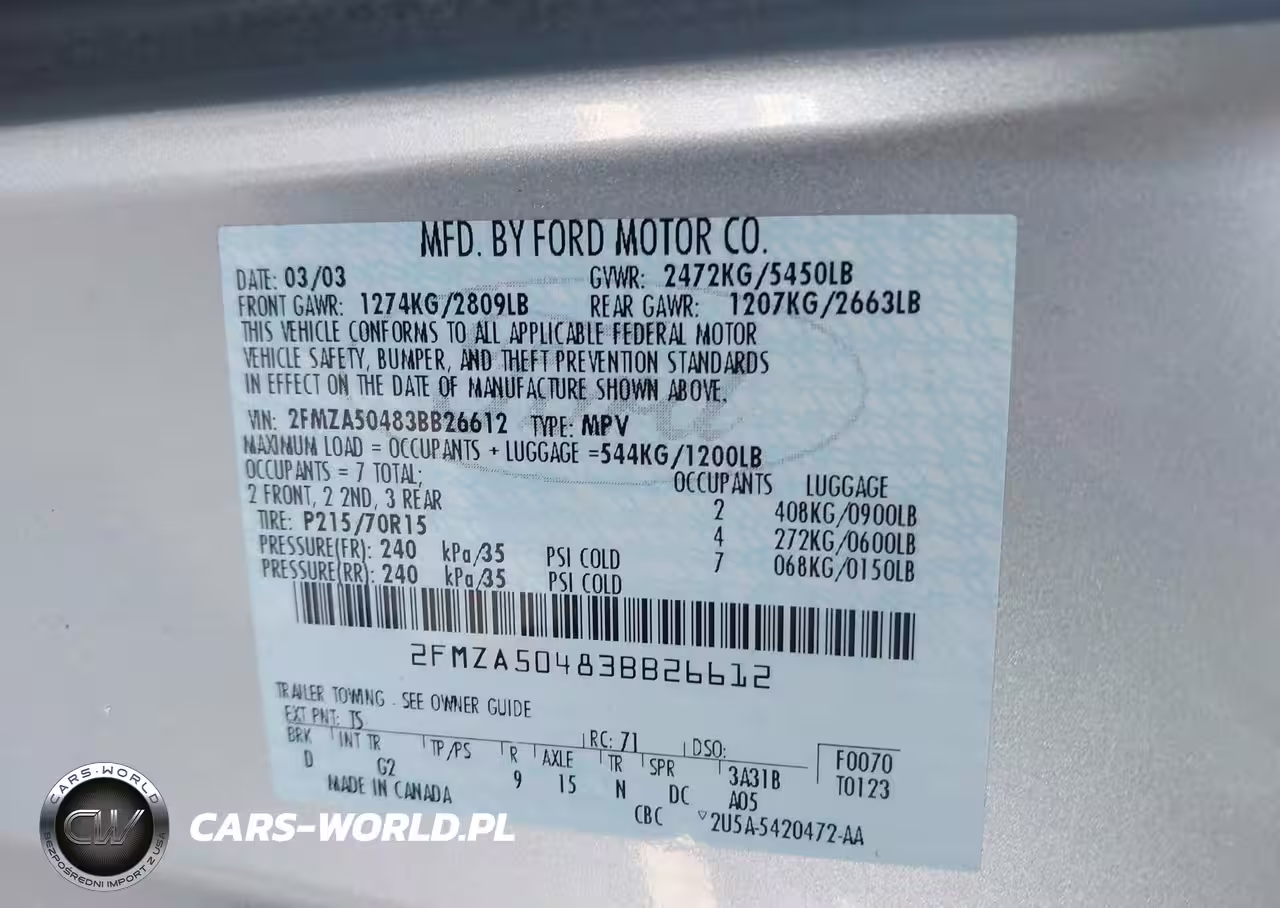 MFD. BY FORD MOTOR CO.
DATE: 03/03 GVWR: 2472KG/5450LB
FRONT GAWR: 1274KG/2809LB REAR GAWR: 1207KG/2663LB
THIS VEHICLE CONFORMS TO ALL APPLICABLE FEDERAL MOTOR
VEHICLE SAFETY, BUMPER, AND THEFT PREVENTION STANDARDS
IN EFFECT ON THE DATE OF MANUFACTURE SHOWN ABOVE.
VIN: 2FMZA50483BB26612 TYPE: MPV
MAXIMUM LOAD = OCCUPANTS + LUGGAGE =544KG/1200LB
OCCUPANTS = 7 TOTAL; OCCUPANTS LUGGAGE
2 FRONT, 2 2ND, 3 REAR 2 408KG/0900LB
TIRE: P215/70R15 4 272KG/0600LB
PRESSURE(FR): 240 kPa/35 PSI COLD 7 068KG/0150LB
PRESSURE(RR): 240 kPa/35 PSI COLD
2FMZA50483BB26612
TRAILER TOWING - SEE OWNER GUIDE
EXT PNT: TS RC: 71 DSO: F0070
BRK INT TR TP/PS R AXLE TR SPR T0123
D G2 9 15 N DC 3A31B
MADE IN CANADA A05
CBC 2U5A-5420472-AA
CARS-WORLD
CW
BEZPOŚREDNI IMPORT Z USA
CARS-WORLD.PL